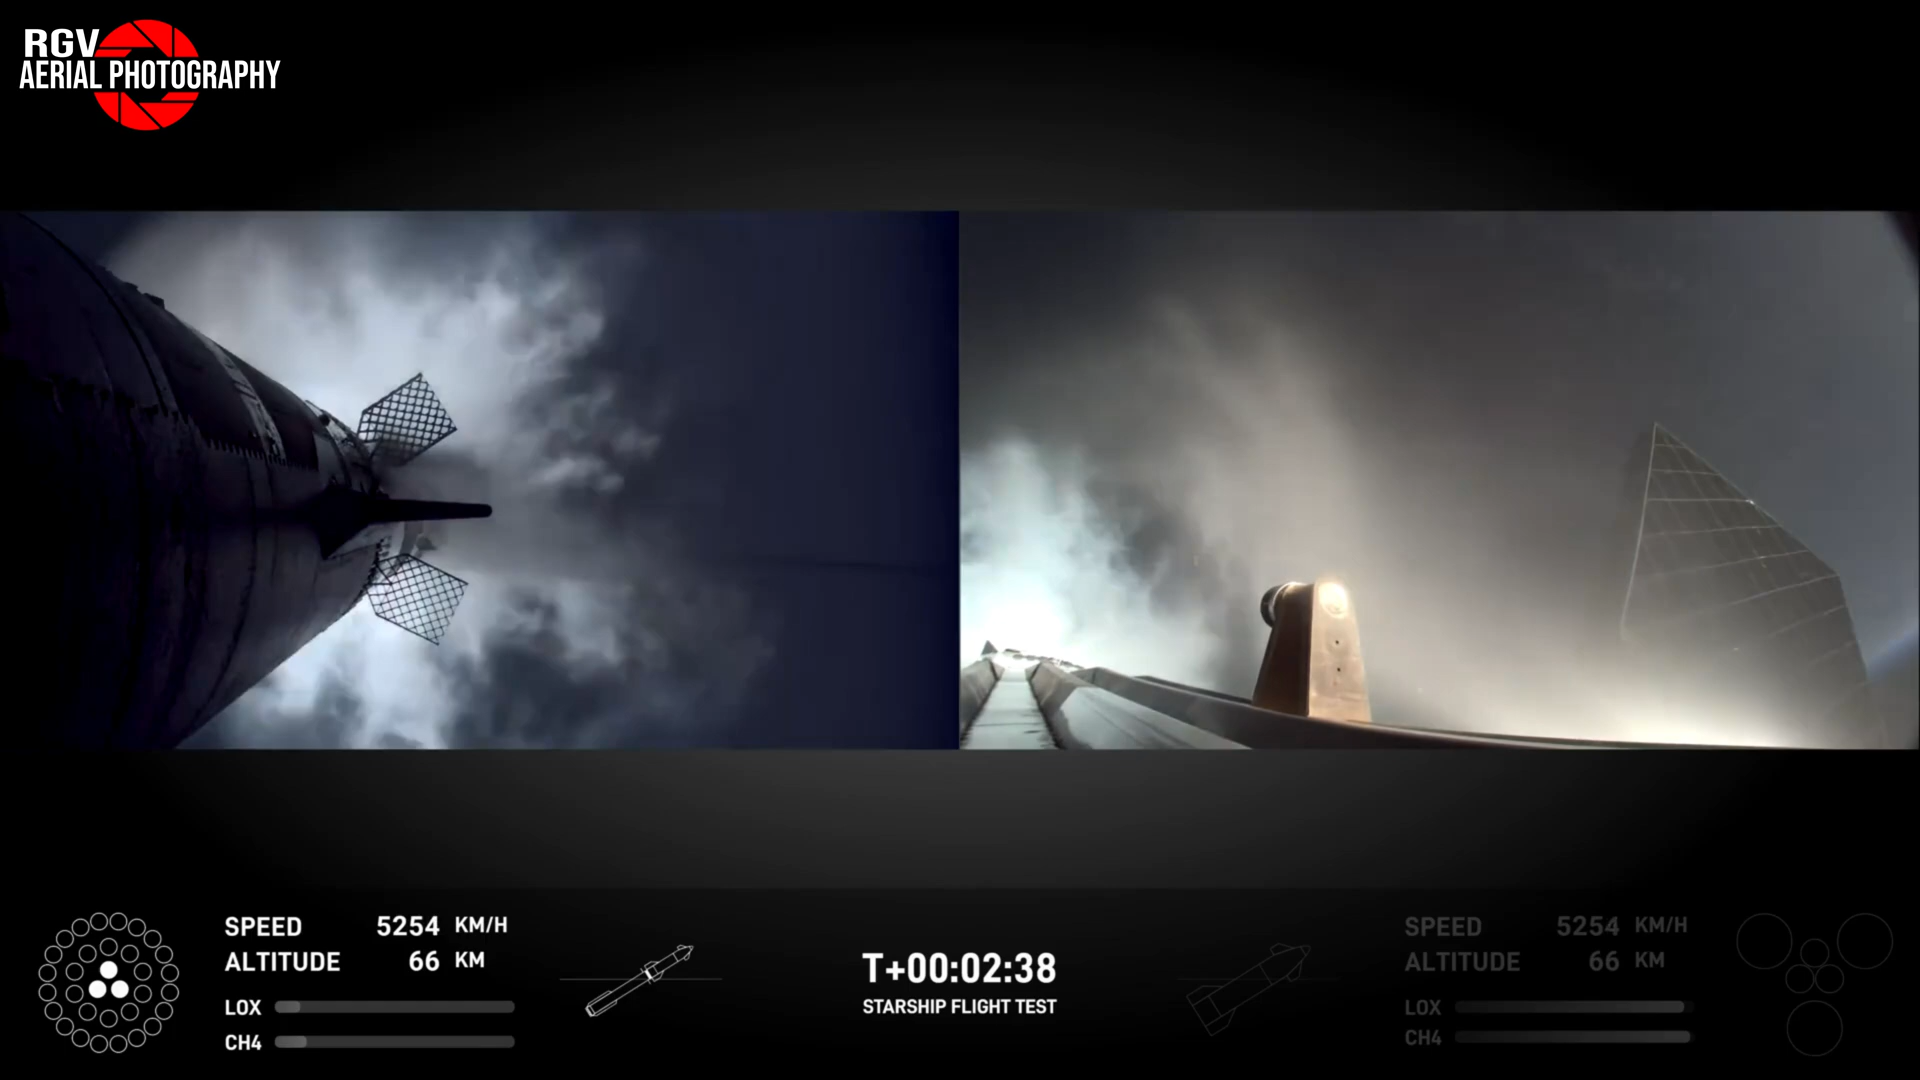 RGV
AERIAL PHOTOGRAPHY
SPEED 5254 KM/H
ALTITUDE 66 KM
LOX
CH4
T+00:02:38
STARSHIP FLIGHT TEST
SPEED 5254 KM/H
ALTITUDE 66 KM
LOX
CH4